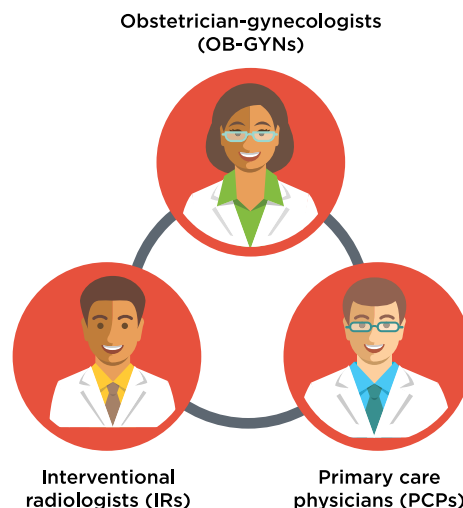 Obstetrician-gynecologists
(OB-GYNs)
Interventional
radiologists (IRs)
Primary care
physicians (PCPs)